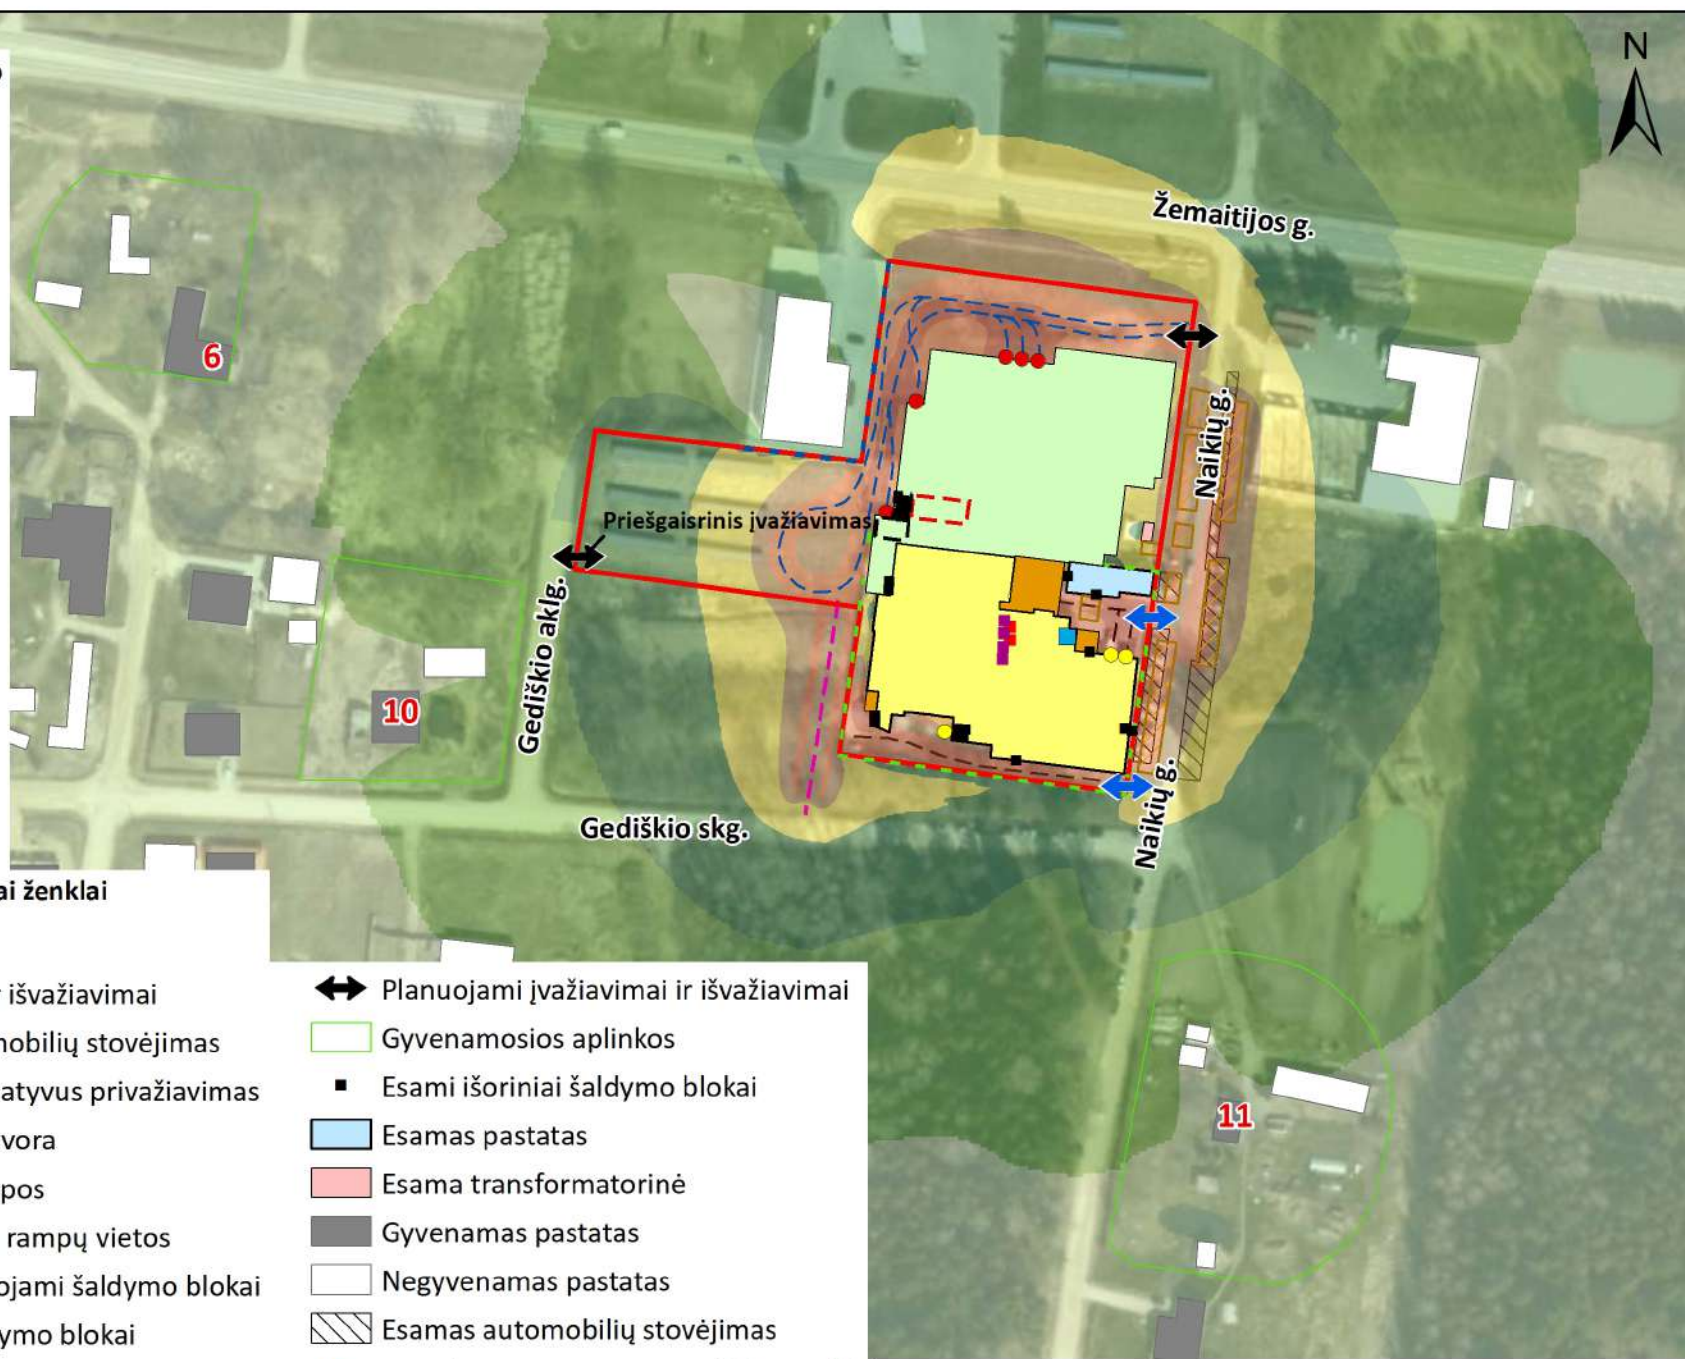 N
Žemaitijos g.
6
Naikių g.
Priešgaisrinis įvažiavimas
Gediškio aklg.
10
Gediškio skg.
Naikių g.
11
ai ženklai
išvažiavimai
nobilių stovėjimas
atyvus privažiavimas
vora
pos
rampų vietos
ojami šaldymo blokai
ymo blokai
Planuojami įvažiavimai ir išvažiavimai
Gyvenamosios aplinkos
Esami išoriniai šaldymo blokai
Esamas pastatas
Esama transformatorinė
Gyvenamas pastatas
Negyvenamas pastatas
Esamas automobilių stovėjimas